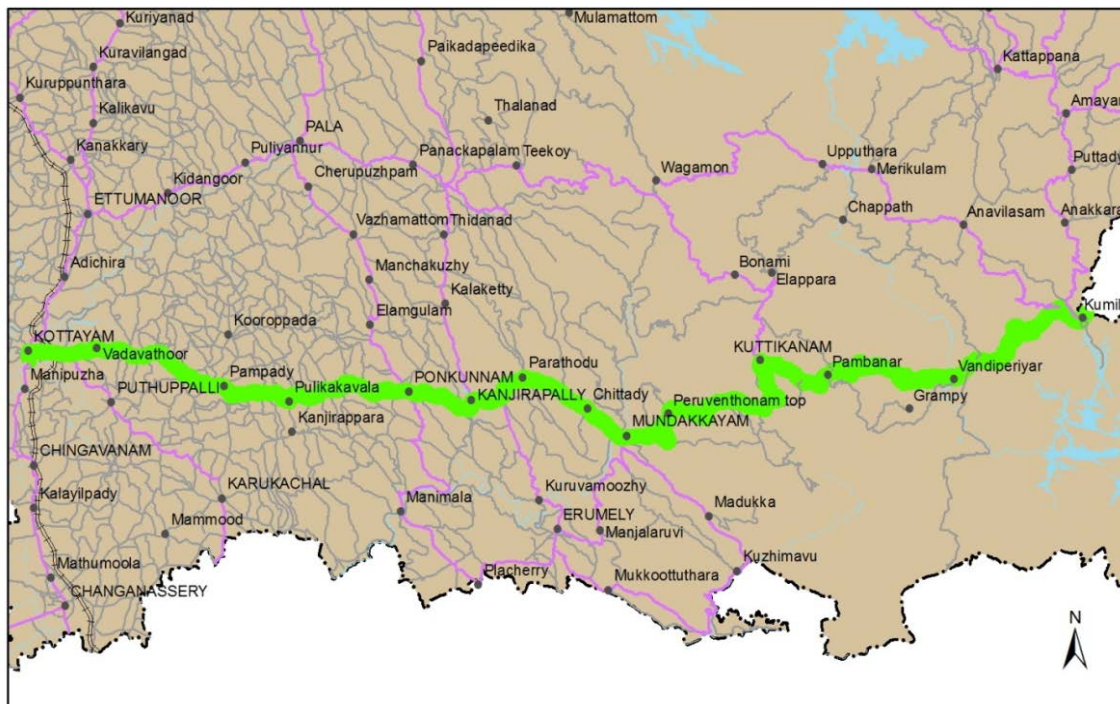 Kuriyanad
Mulamattom
Kuravilangad
Paikadapeedika
Kattappana
Kuruppunthara
Kalikavu
Thalanad
Amayar
PALA
Kanakkary
Puliyannur
Panackapalam
Teekoy
Upputhara
Merikulam
Puttady
Kidangoor
Cherupuzhpam
Wagamon
ETTUMANOOR
Vazhamattom
Thidanad
Chappath
Anavilasam
Anakkara
Adichira
Manchakuzhy
Bonami
Elappara
Kalaketty
Kumil
Kooroppada
Elamgulam
KOTTAYAM
Vadavathoor
KUTTIKANAM
Parathodu
Pambanar
Vandiperiyar
Manipuzha
PUTHUPPALLI
Pampady
Pulikakavala
PONKUNNAM
KANJIRAPALLY
Chittady
Peruventhonam top
Grampy
Kanjirappara
MUNDAKKAYAM
CHINGAVANAM
Kalayilpady
KARUKACHAL
Manimala
Kuruvamoozhy
Madukka
Mammood
ERUMELY
Manjalaruvi
Mathumoola
Placherry
Mukkoottuthara
Kuzhimavu
CHANGANASSERY
N